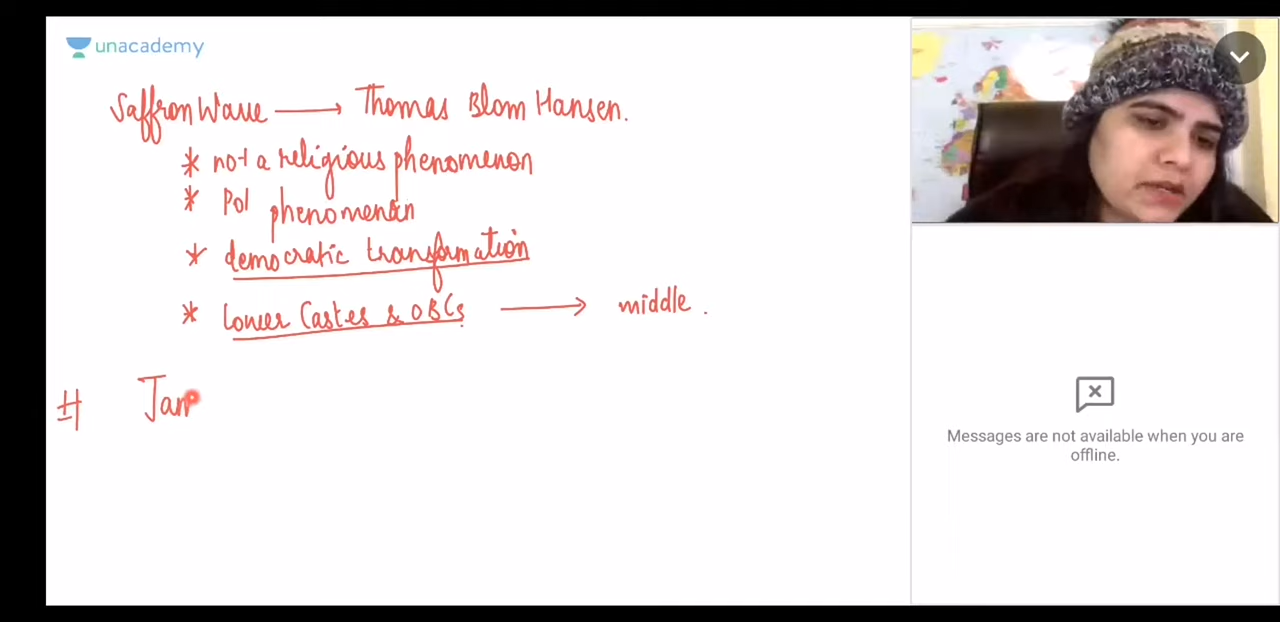 unacademy
Saffron Wave → Thomas Blom Hansen.
* not a religious phenomenon
* Pol phenomenon
* democratic transformation
* Lower Castes & OBCs → middle.
# Jan
Messages are not available when you are
offline.